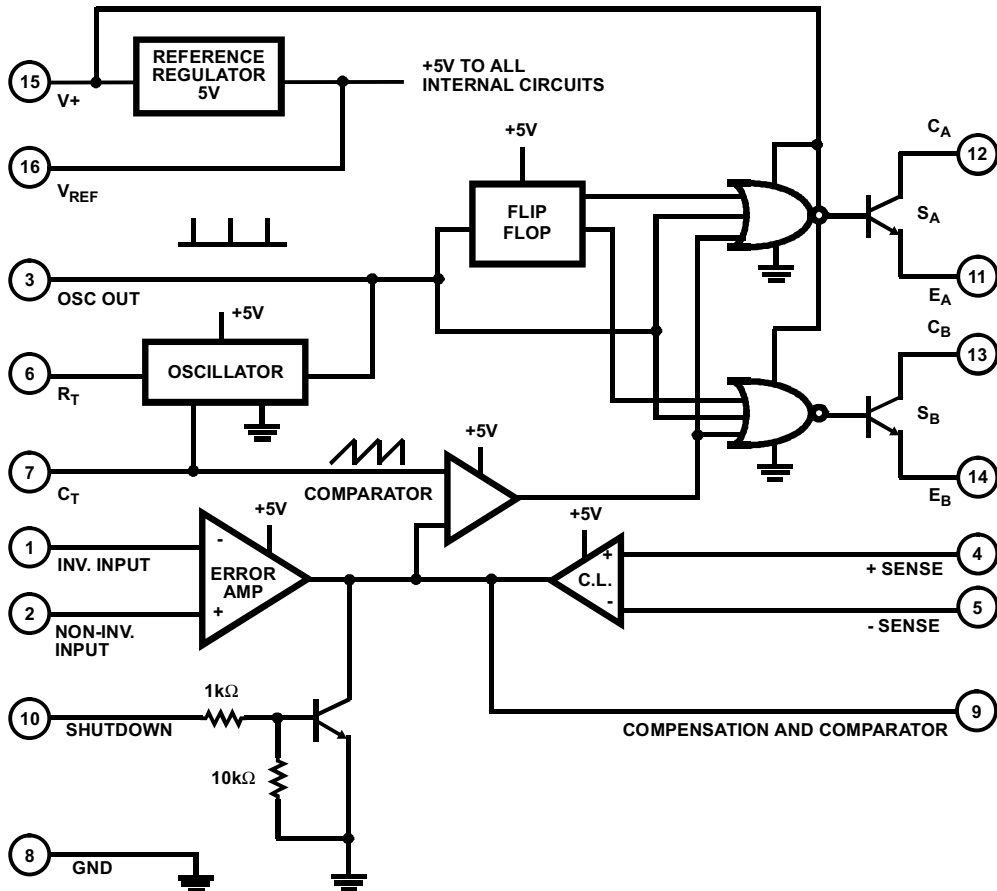 15
V+
REFERENCE
REGULATOR
5V
+5V TO ALL
INTERNAL CIRCUITS
16
VREF
+5V
FLIP
FLOP
CA
12
SA
11
EA
3
OSC OUT
+5V
6
RT
OSCILLATOR
CB
13
SB
14
EB
7
CT
COMPARATOR
+5V
1
INV. INPUT
2
NON-INV.
INPUT
+5V
-
ERROR
AMP
+
+5V
+
C.L.
-
4
+ SENSE
5
- SENSE
10
SHUTDOWN
1kΩ
10kΩ
9
COMPENSATION AND COMPARATOR
8
GND